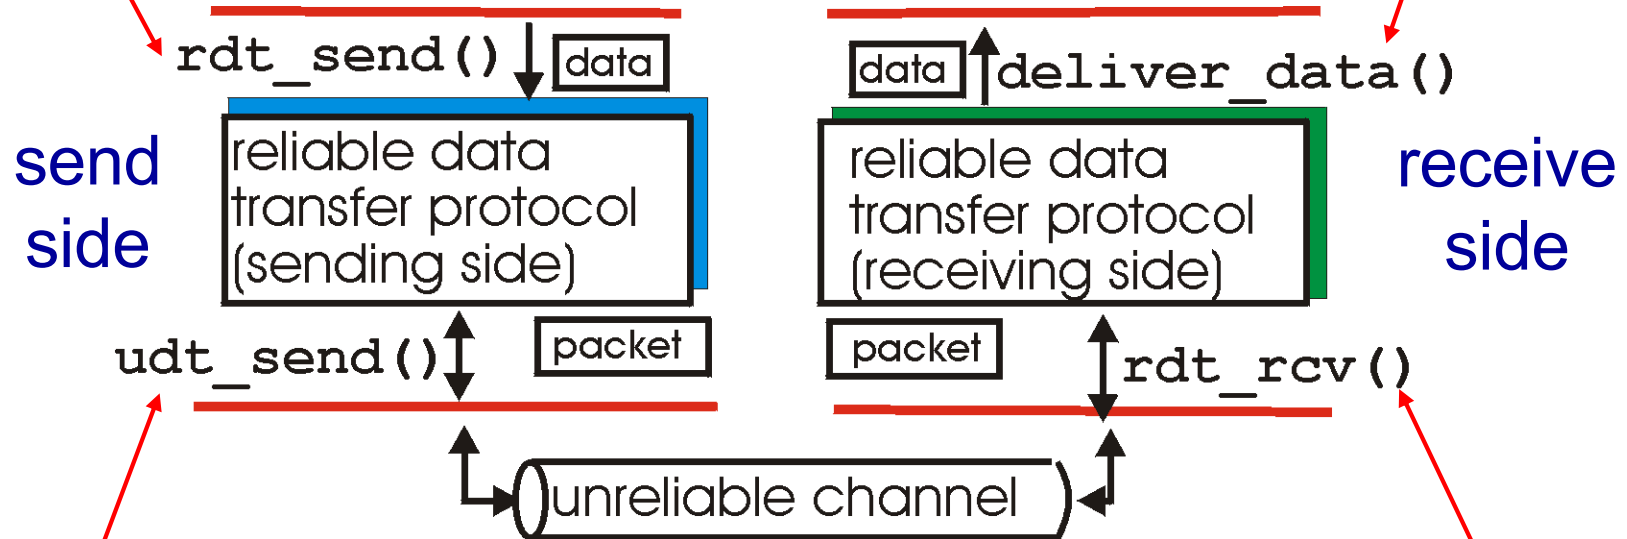 rdt_send()
data
data
deliver_data()
send
side
reliable data
transfer protocol
(sending side)
reliable data
transfer protocol
(receiving side)
receive
side
udt_send()
packet
packet
rdt_rcv()
unreliable channel